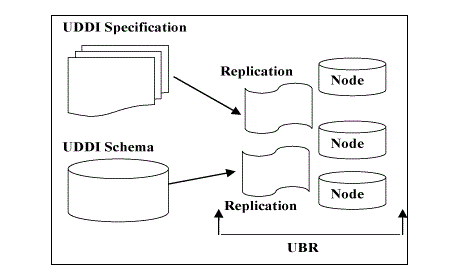 UDDI Specification
Replication
Node
UDDI Schema
Node
Replication
Node
UBR